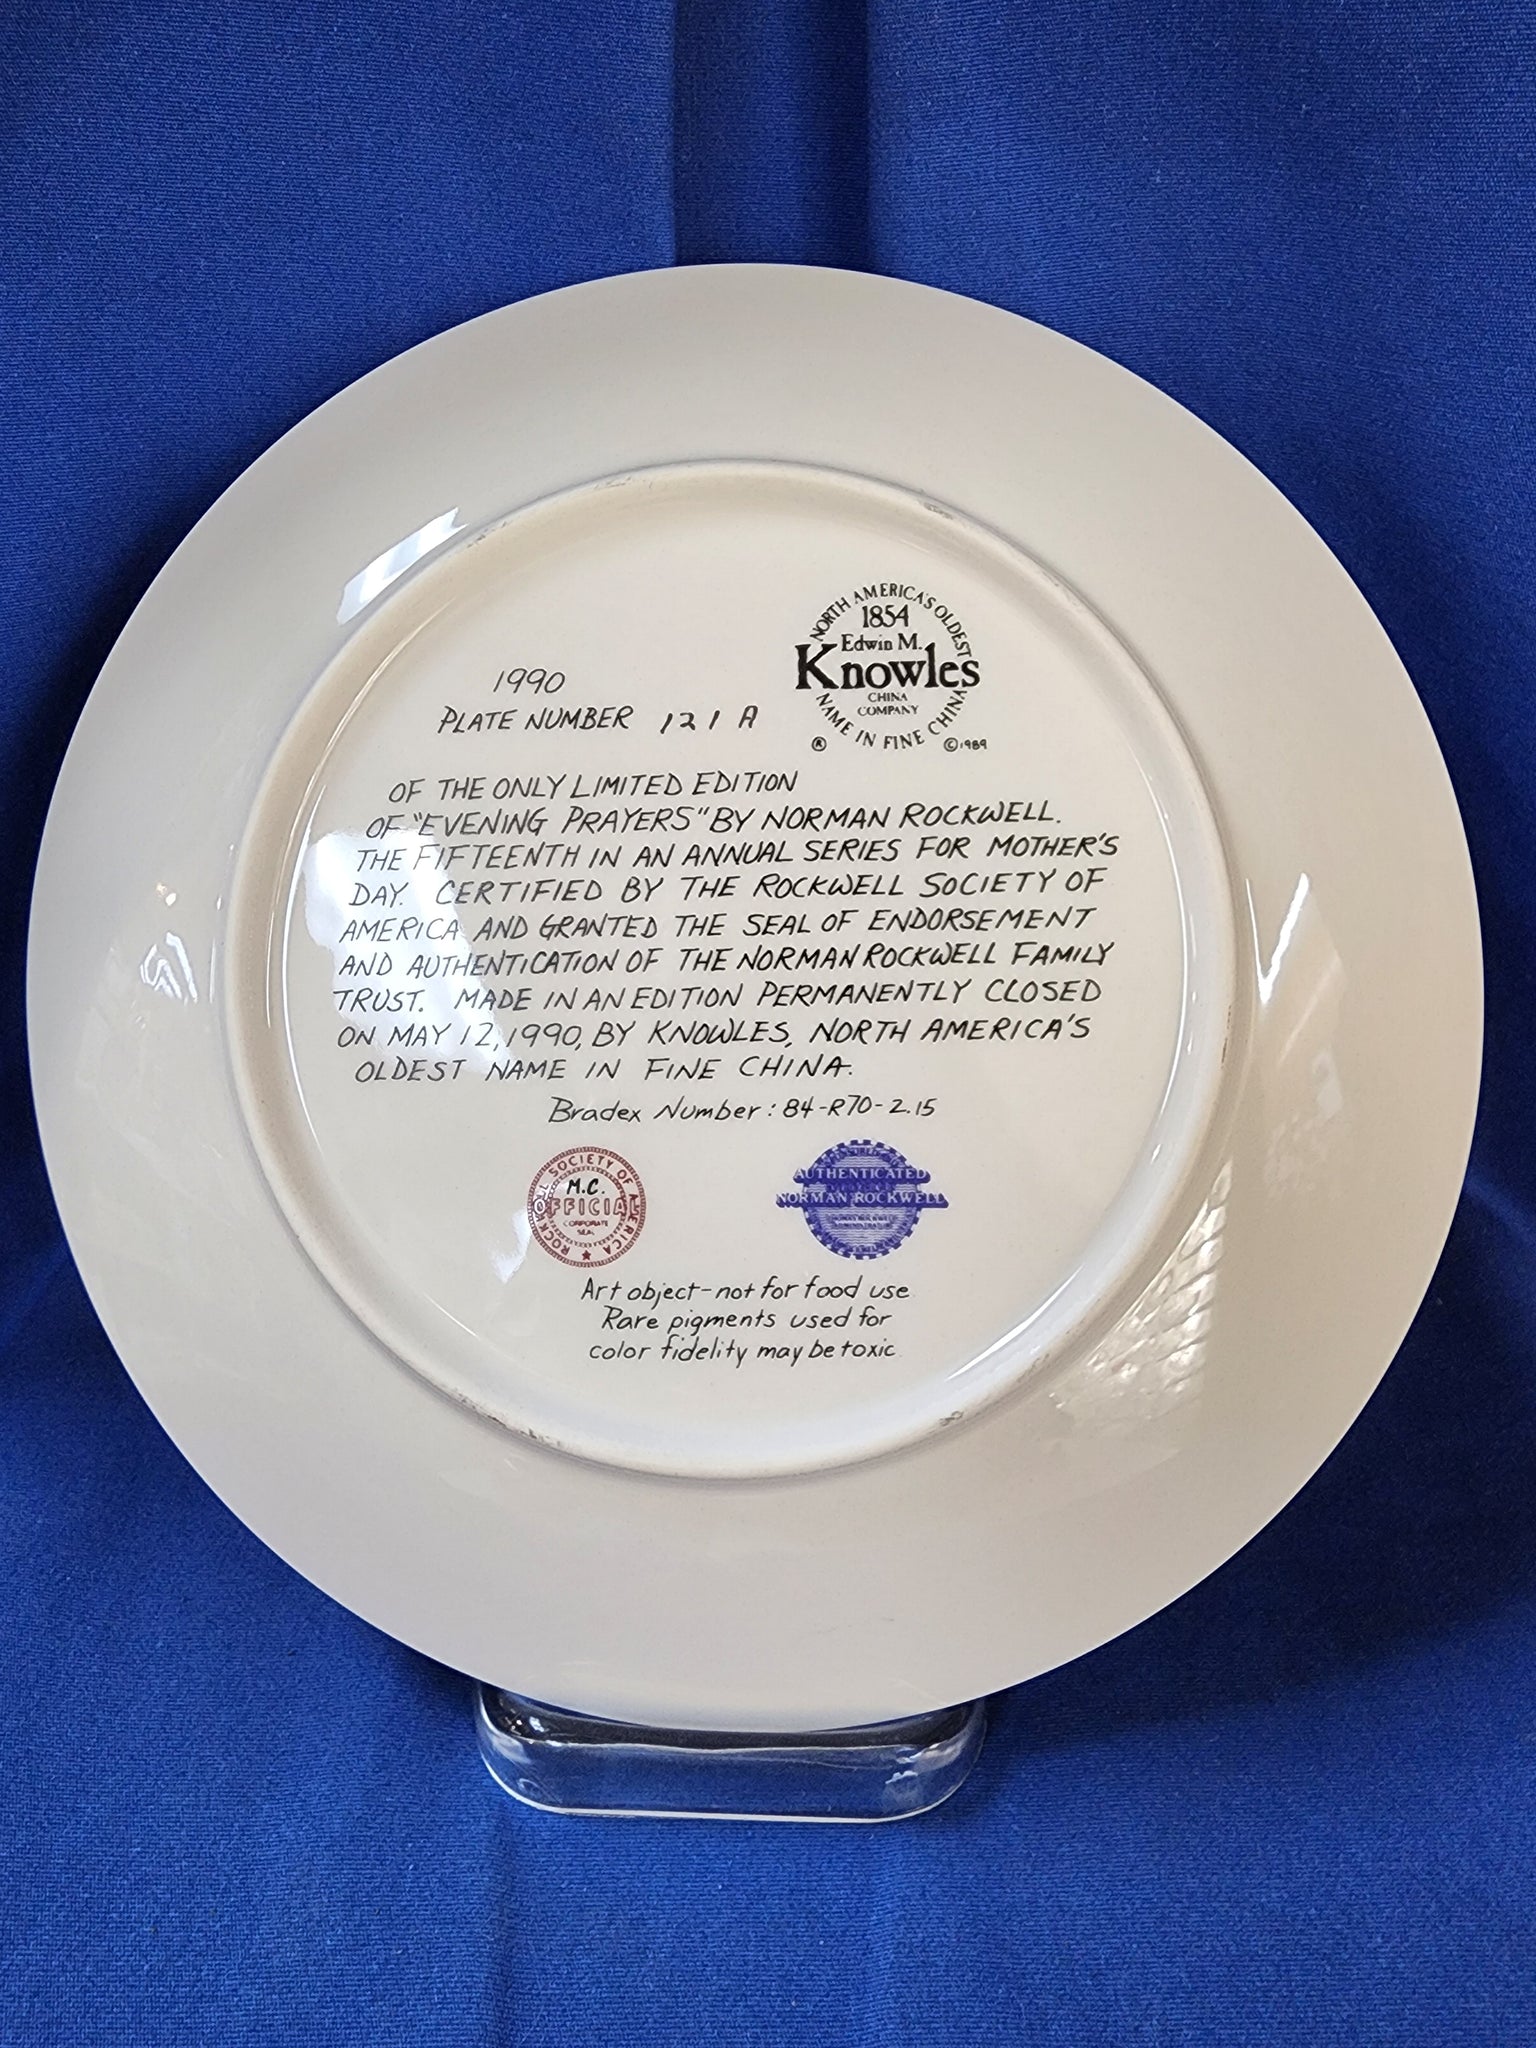 NORTH AMERICA'S OLDEST
1854
Edwin M.
Knowles
CHINA
COMPANY
NAME IN FINE CHINA
® ©1989
1990
PLATE NUMBER 121A
OF THE ONLY LIMITED EDITION
OF "EVENING PRAYERS" BY NORMAN ROCKWELL.
THE FIFTEENTH IN AN ANNUAL SERIES FOR MOTHER'S
DAY. CERTIFIED BY THE ROCKWELL SOCIETY OF
AMERICA AND GRANTED THE SEAL OF ENDORSEMENT
AND AUTHENTICATION OF THE NORMAN ROCKWELL FAMILY
TRUST. MADE IN AN EDITION PERMANENTLY CLOSED
ON MAY 12, 1990, BY KNOWLES, NORTH AMERICA'S
OLDEST NAME IN FINE CHINA.
Bradex Number: 84-R70-2.15
SOCIETY OF AMERICA
M.C.
OFFICIAL
CORPORATE
SEAL
AUTHENTICATED
NORMAN ROCKWELL
Art object-not for food use
Rare pigments used for
color fidelity may be toxic